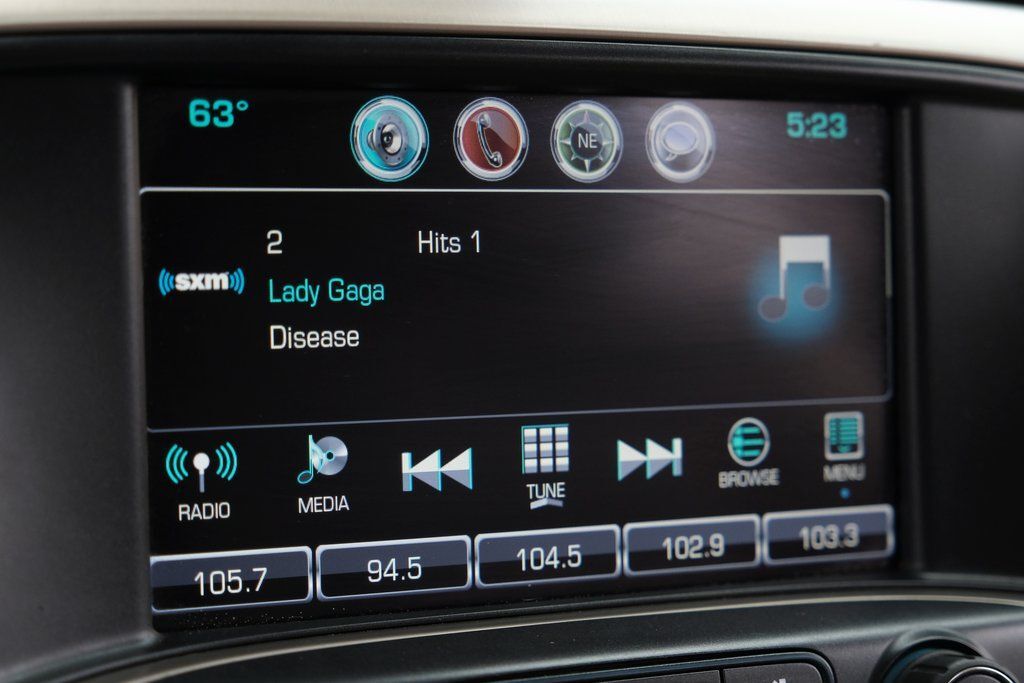 63° NE 5:23
2 Hits 1
sxm
Lady Gaga
Disease
RADIO MEDIA TUNE BROWSE MENU
105.7 94.5 104.5 102.9 103.3